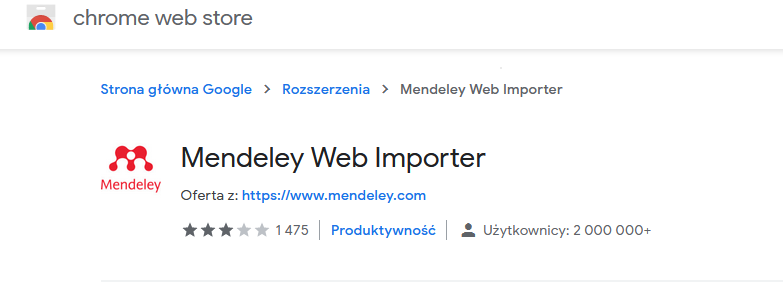 chrome web store
Strona główna Google > Rozszerzenia > Mendeley Web Importer
Mendeley
Mendeley Web Importer
Oferta z: https://www.mendeley.com
1 475 | Produktywność | Użytkownicy: 2 000 000+